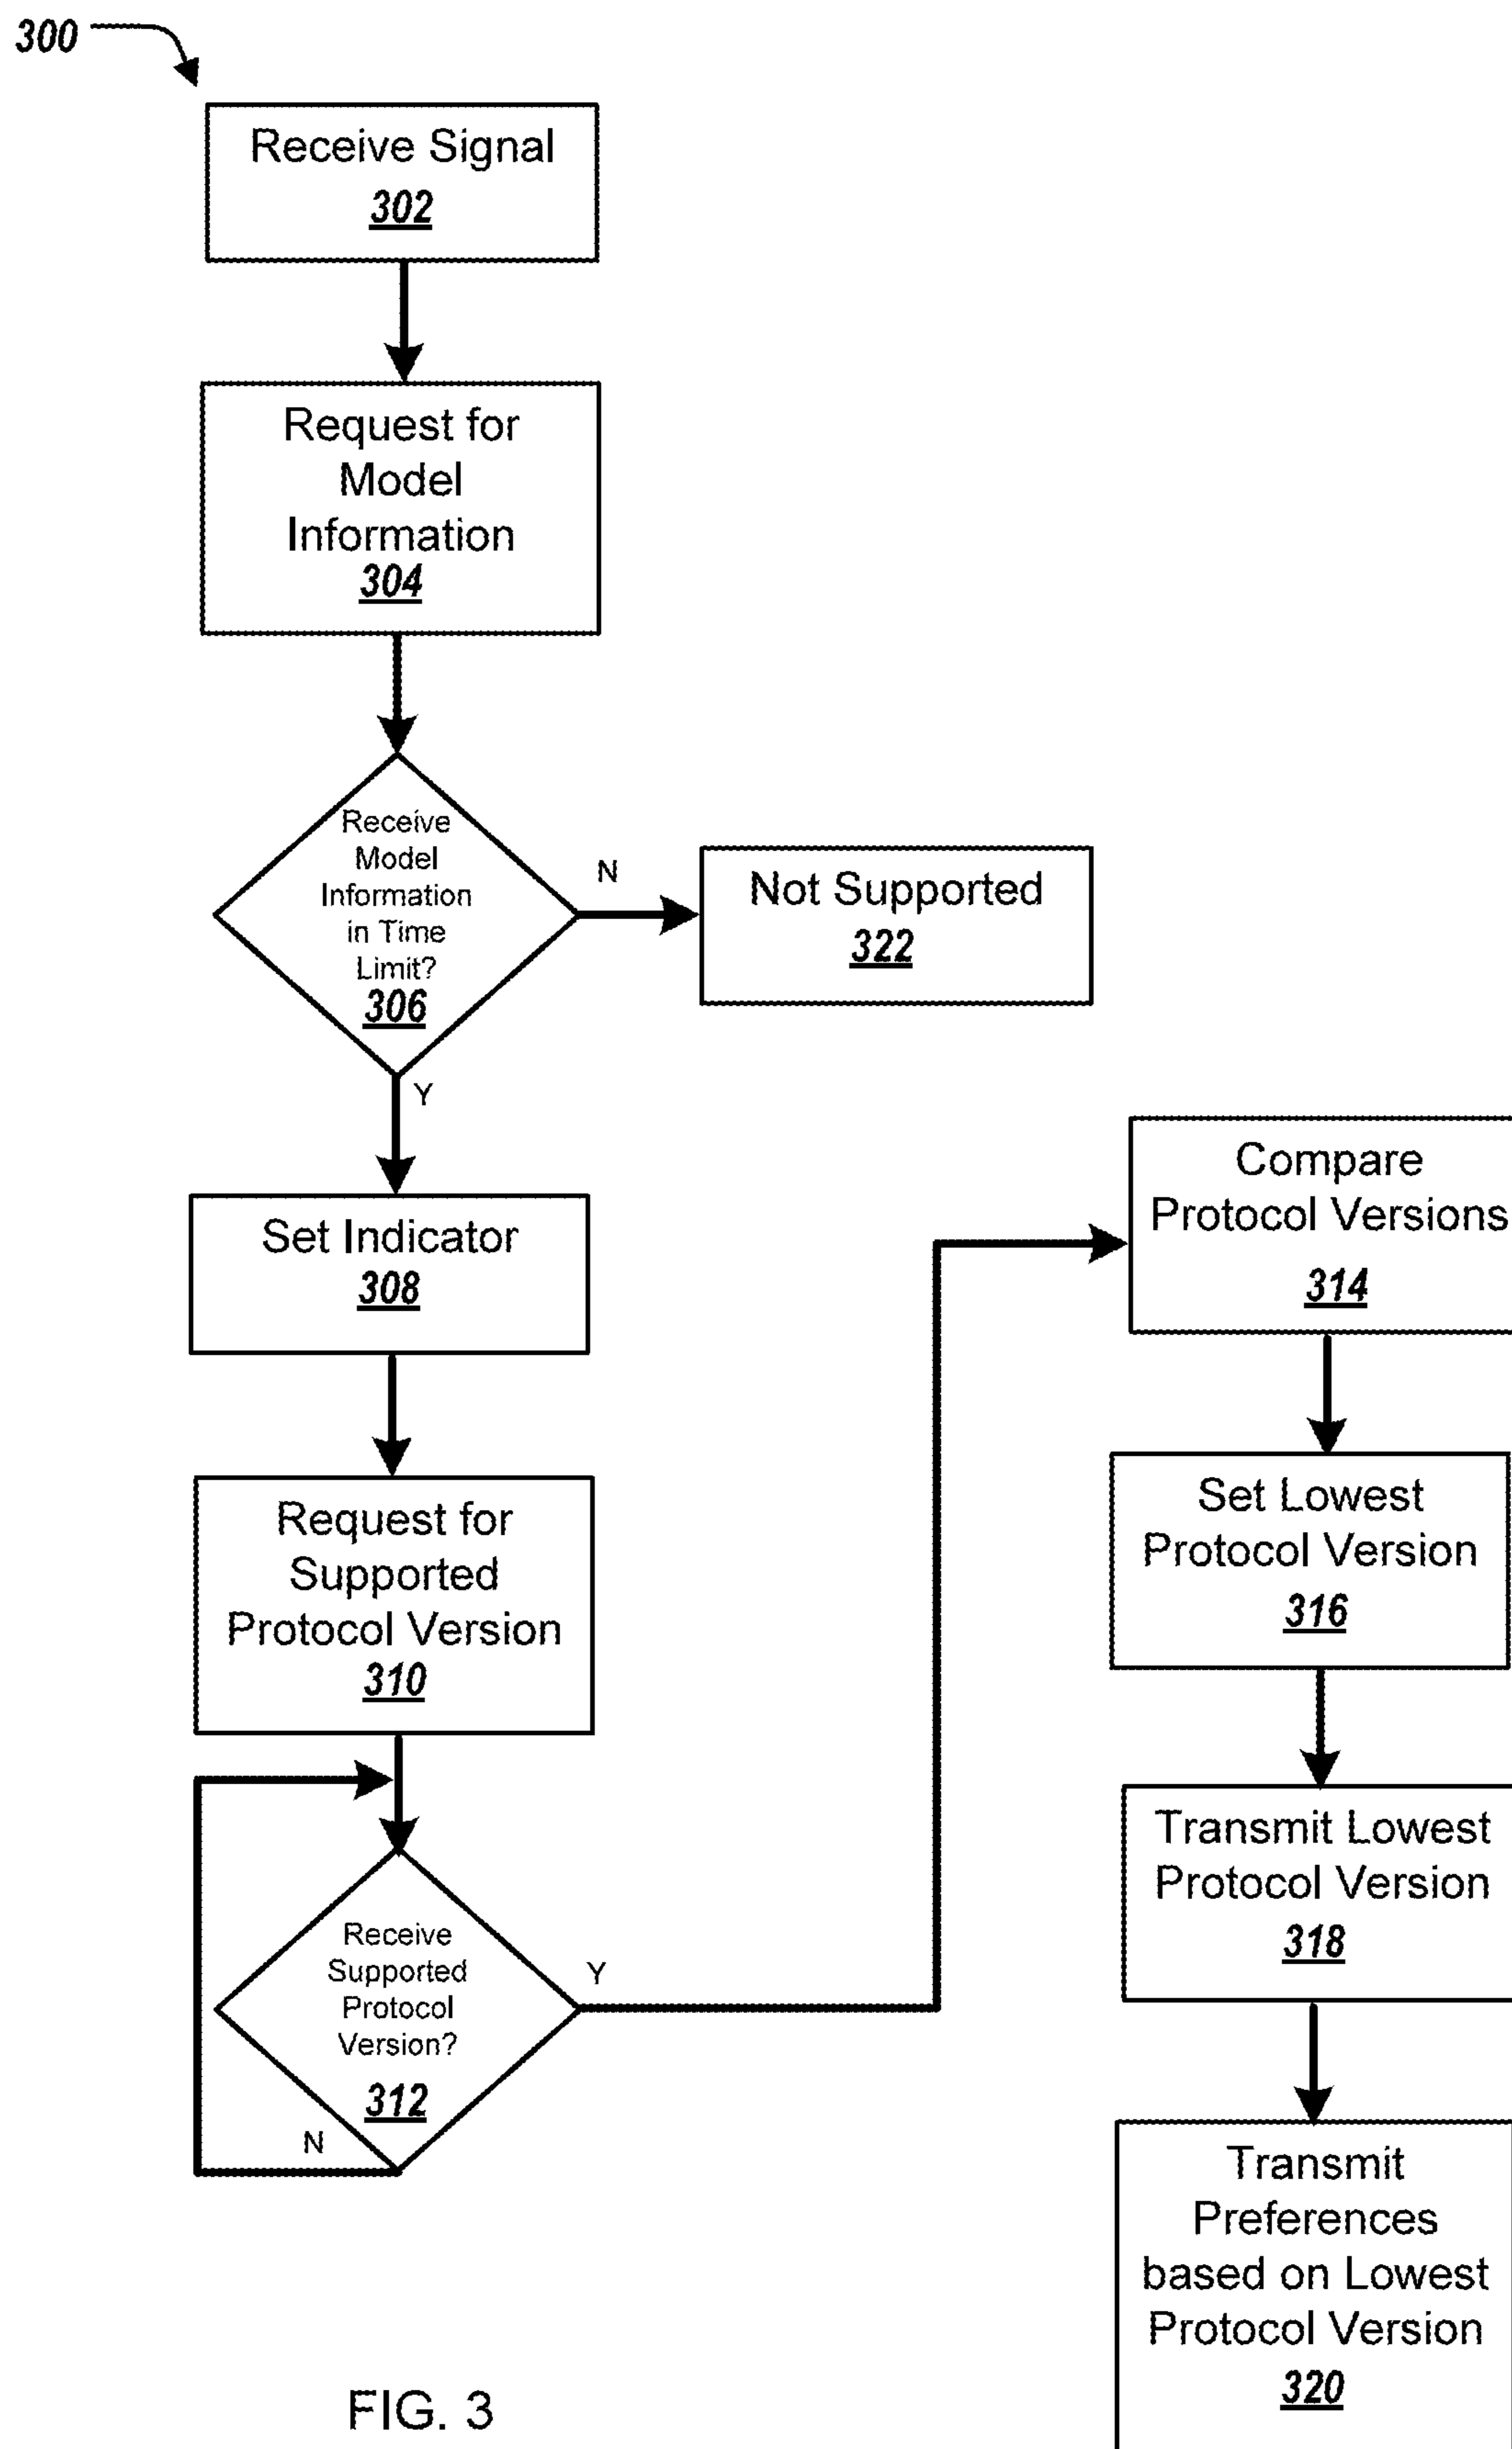 300
Receive Signal
302
Request for
Model
Information
304
Receive
Model
Information
in Time
Limit?
306
N
Not Supported
322
Y
Set Indicator
308
Request for
Supported
Protocol Version
310
Receive
Supported
Protocol
Version?
312
N
Y
Compare
Protocol Versions
314
Set Lowest
Protocol Version
316
Transmit Lowest
Protocol Version
318
Transmit
Preferences
based on Lowest
Protocol Version
320
FIG. 3